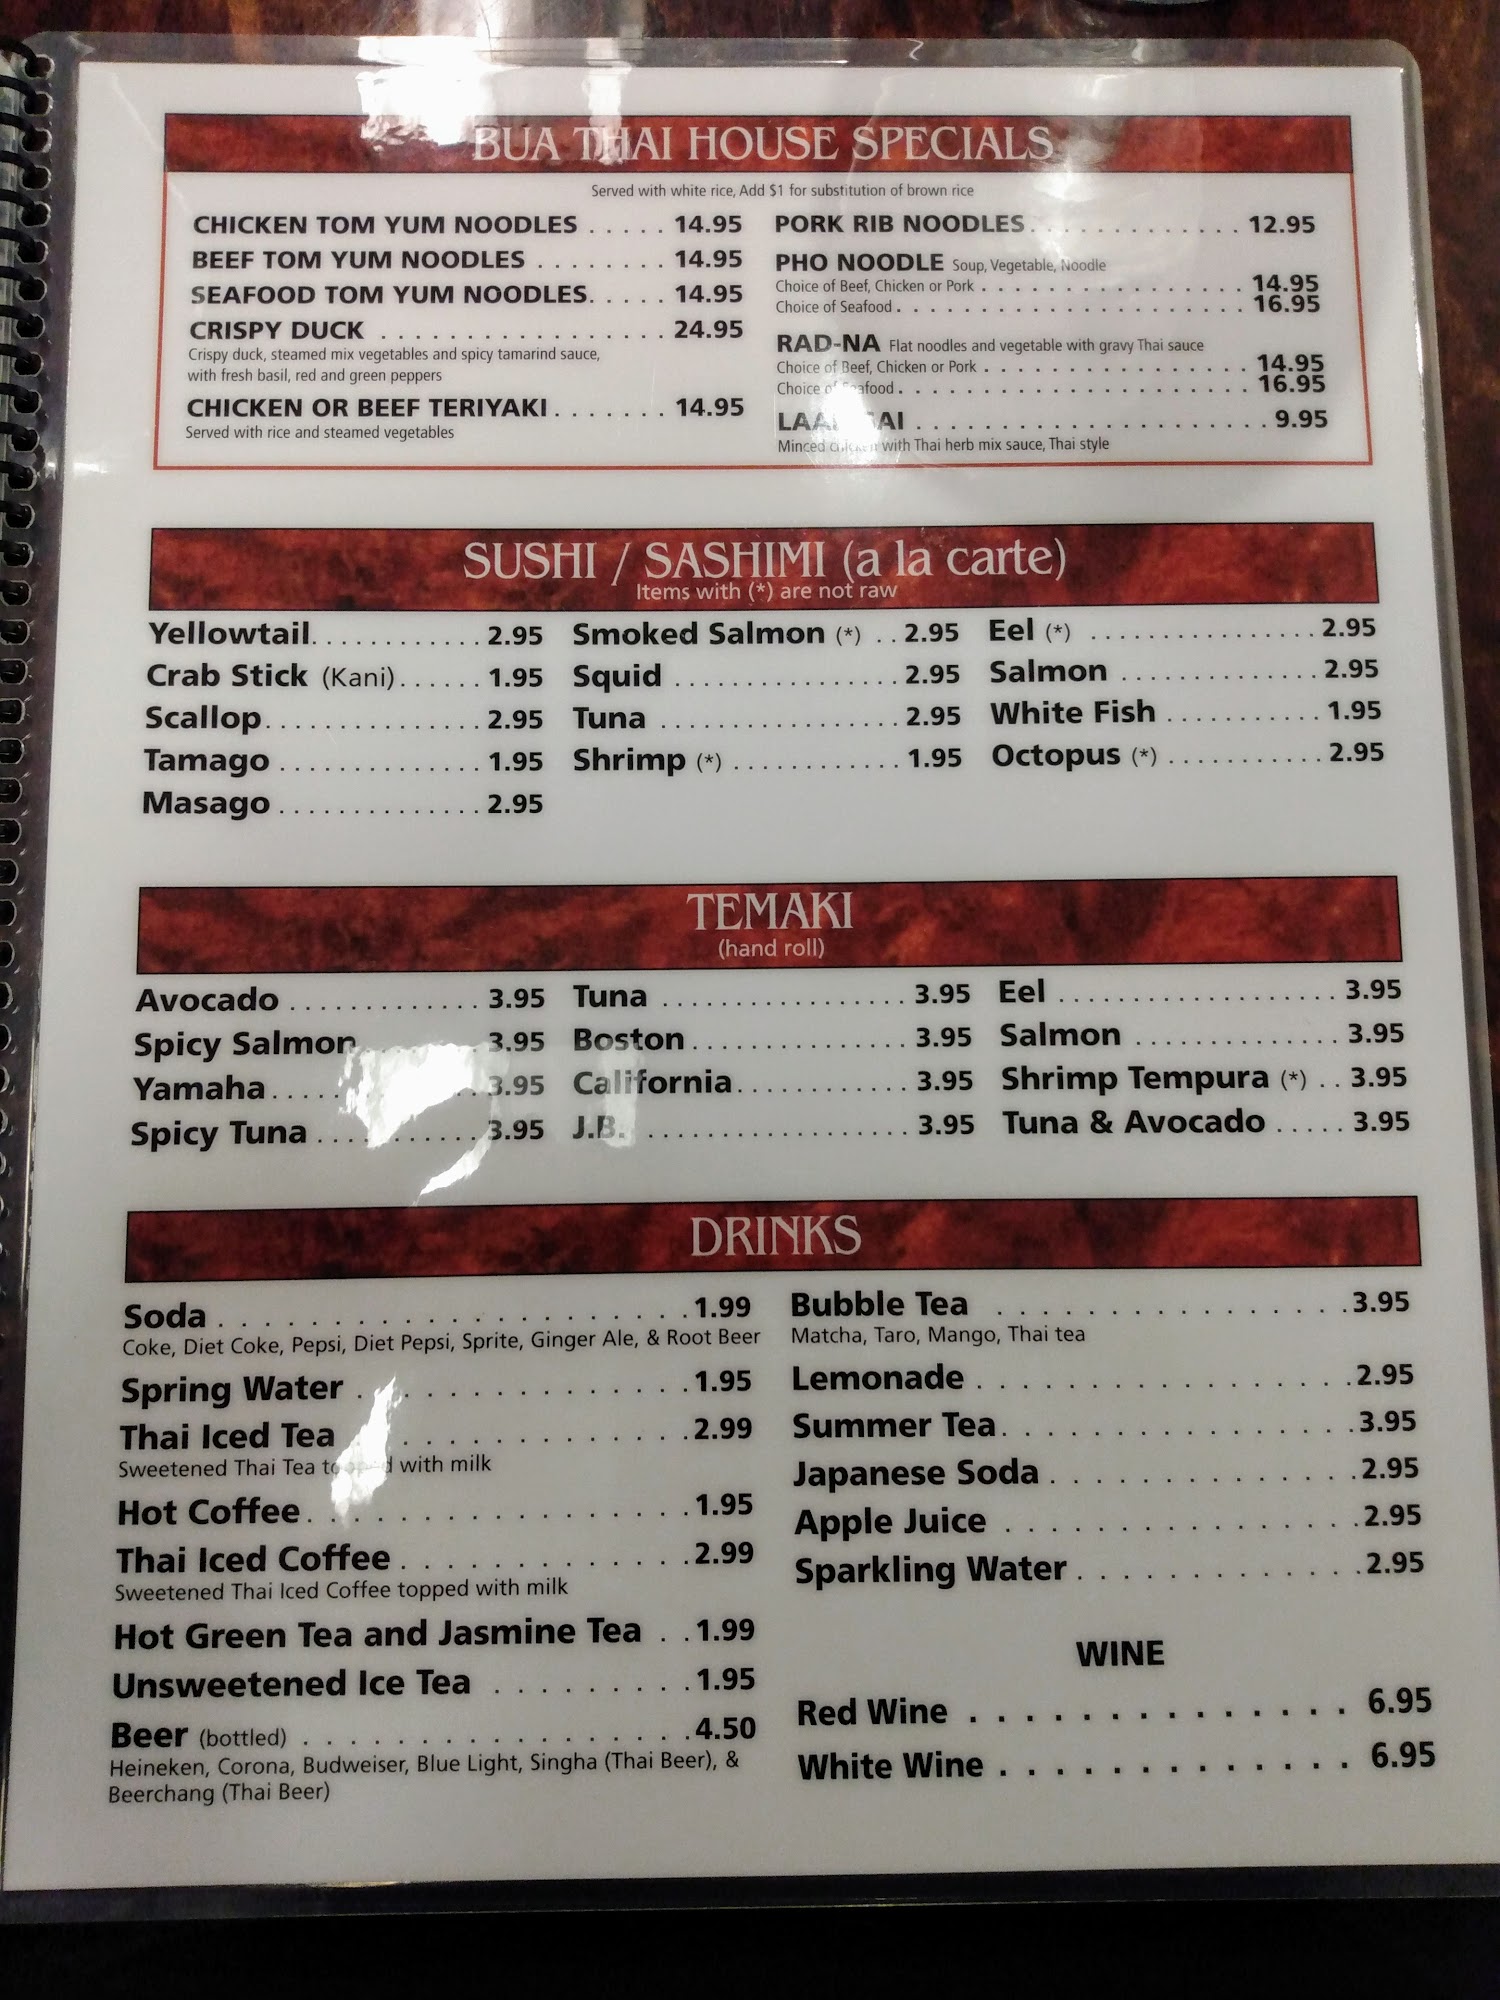 BUA THAI HOUSE SPECIALS
Served with white rice, Add $1 for substitution of brown rice
CHICKEN TOM YUM NOODLES . . . . . 14.95
BEEF TOM YUM NOODLES . . . . . . . . 14.95
SEAFOOD TOM YUM NOODLES. . . . . 14.95
CRISPY DUCK . . . . . . . . . . . . . . . . . . 24.95
Crispy duck, steamed mix vegetables and spicy tamarind sauce,
with fresh basil, red and green peppers
CHICKEN OR BEEF TERIYAKI . . . . . . . 14.95
Served with rice and steamed vegetables
PORK RIB NOODLES. . . . . . . . . . . . . 12.95
PHO NOODLE Soup, Vegetable, Noodle
Choice of Beef, Chicken or Pork . . . . . . . . . . . . . . . . 14.95
Choice of Seafood . . . . . . . . . . . . . . . . . . . . . 16.95
RAD-NA Flat noodles and vegetable with gravy Thai sauce
Choice of Beef, Chicken or Pork . . . . . . . . . . . . . . . . 14.95
Choice of Seafood . . . . . . . . . . . . . . . . . . . . . 16.95
. . . . . . . . . . . . . . . . . . . . . . 9.95
Minced chicken with Thai herb mix sauce, Thai style
SUSHI / SASHIMI (a la carte)
Items with (*) are not raw
Yellowtail. . . . . . . . . . . . 2.95
Crab Stick (Kani) . . . . . . 1.95
Scallop. . . . . . . . . . . . . . . 2.95
Tamago . . . . . . . . . . . . . . 1.95
Masago . . . . . . . . . . . . . . 2.95
Smoked Salmon (*) . . 2.95
Squid . . . . . . . . . . . . . . . 2.95
Tuna . . . . . . . . . . . . . . . . 2.95
Shrimp (*) . . . . . . . . . . . 1.95
Eel (*) . . . . . . . . . . . . . . . 2.95
Salmon . . . . . . . . . . . . . 2.95
White Fish . . . . . . . . . . . 1.95
Octopus (*) . . . . . . . . . . . 2.95
TEMAKI
(hand roll)
Avocado . . . . . . . . . . . . . 3.95
Spicy Salmon . . . . . . . . 3.95
Yamaha . . . . . . . . . . . . . . 3.95
Spicy Tuna . . . . . . . . . . . 3.95
Tuna . . . . . . . . . . . . . . . . . 3.95
Boston . . . . . . . . . . . . . . . 3.95
California. . . . . . . . . . . . 3.95
J.B. . . . . . . . . . . . . . . . . . . 3.95
Eel . . . . . . . . . . . . . . . . . . . 3.95
Salmon . . . . . . . . . . . . . . 3.95
Shrimp Tempura (*) . . 3.95
Tuna & Avocado . . . . . 3.95
DRINKS
Soda . . . . . . . . . . . . . . . . . . . . 1.99
Coke, Diet Coke, Pepsi, Diet Pepsi, Sprite, Ginger Ale, & Root Beer
Spring Water . . . . . . . . . . . . . . 1.95
Thai Iced Tea . . . . . . . . . . . . . 2.99
Sweetened Thai Tea topped with milk
Hot Coffee . . . . . . . . . . . . . . . . . 1.95
Thai Iced Coffee . . . . . . . . . . . . . 2.99
Sweetened Thai Iced Coffee topped with milk
Hot Green Tea and Jasmine Tea . . 1.99
Unsweetened Ice Tea . . . . . . . . . 1.95
Beer (bottled) . . . . . . . . . . . . . . . . . 4.50
Heineken, Corona, Budweiser, Blue Light, Singha (Thai Beer), &
Beerchang (Thai Beer)
Bubble Tea . . . . . . . . . . . . . . . . 3.95
Matcha, Taro, Mango, Thai tea
Lemonade . . . . . . . . . . . . . . . . . 2.95
Summer Tea . . . . . . . . . . . . . . . . 3.95
Japanese Soda . . . . . . . . . . . . . . 2.95
Apple Juice . . . . . . . . . . . . . . . . 2.95
Sparkling Water . . . . . . . . . . . . . 2.95
WINE
Red Wine . . . . . . . . . . . . . . 6.95
White Wine . . . . . . . . . . . . . 6.95